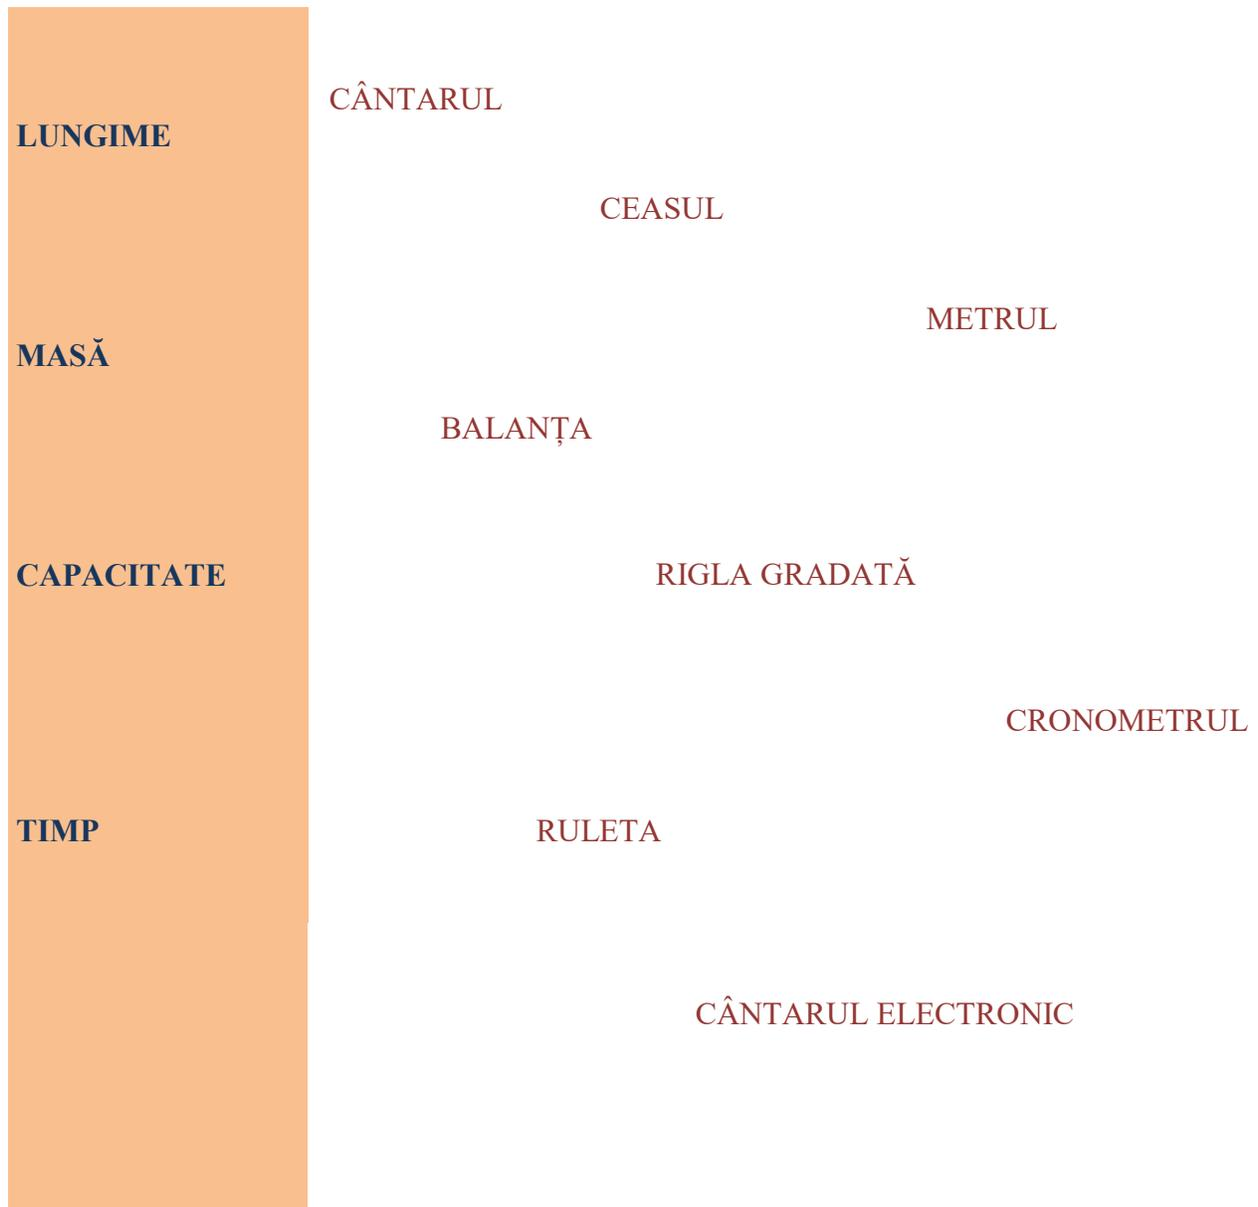 CÂNTARUL
LUNGIME
CEASUL
METRUL
MASĂ
BALANȚA
CAPACITATE RIGLA GRADATĂ
CRONOMETRUL
TIMP RULETA
CÂNTARUL ELECTRONIC